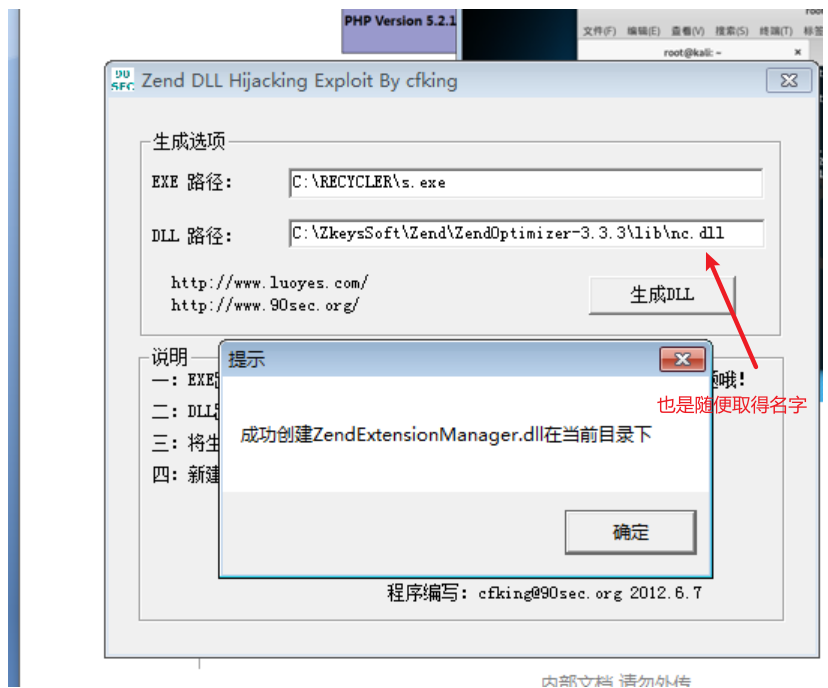 PHP Version 5.2.1
文件(F) 编辑(E) 查看(V) 搜索(S) 终端(T) 标签
root@kali: ~
90
SEC
Zend DLL Hijacking Exploit By cfking
生成选项
EXE 路径: C:\RECYCLER\s.exe
DLL 路径: C:\ZkeysSoft\Zend\ZendOptimizer-3.3.3\lib\nc.dll
http://www.luoyes.com/
http://www.90sec.org/
生成DLL
说明
一: EXE
哦!
二: DLL
三: 将生
四: 新建
也是随便取得名字
提示
成功创建ZendExtensionManager.dll在当前目录下
确定
程序编写: cfking@90sec.org 2012.6.7
内部文档 请勿外传